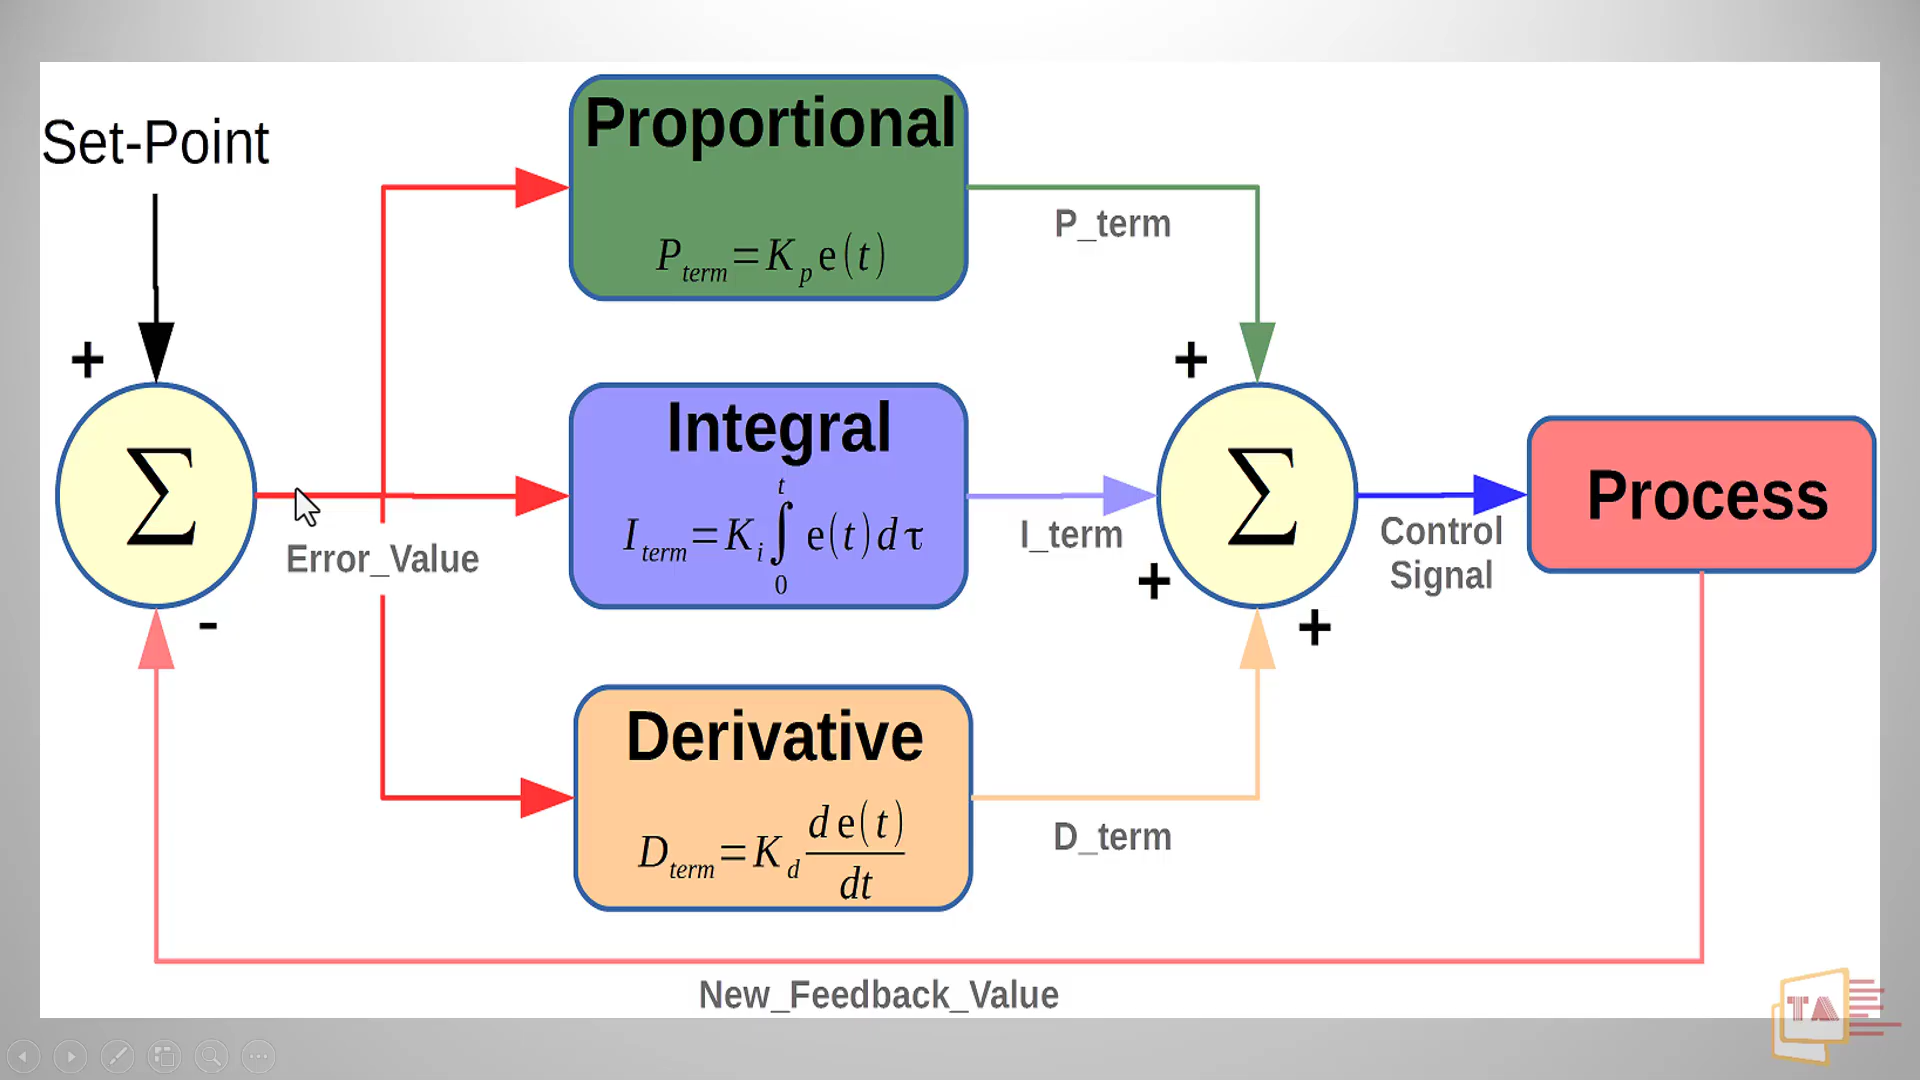 Set-Point
+
Σ
-
Error_Value
Proportional
P_term = K_p e(t)
P_term
Integral
I_term = K_i ∫_0^t e(t) dτ
I_term
Derivative
D_term = K_d d e(t)/dt
D_term
+
+
+
Σ
Control
Signal
Process
New_Feedback_Value
TA